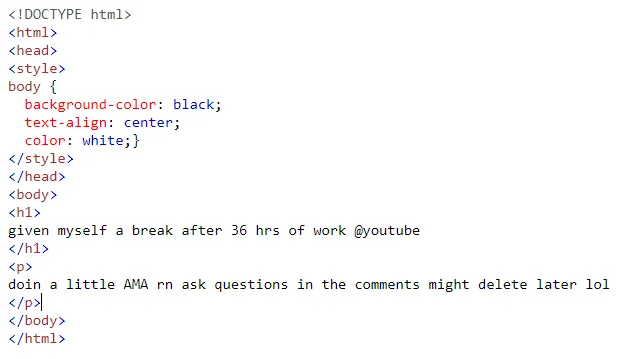 <!DOCTYPE html>
<html>
<head>
<style>
body {
  background-color: black;
  text-align: center;
  color: white;}
</style>
</head>
<body>
<h1>
given myself a break after 36 hrs of work @youtube
</h1>
<p>
doin a little AMA rn ask questions in the comments might delete later lol
</p>
</body>
</html>